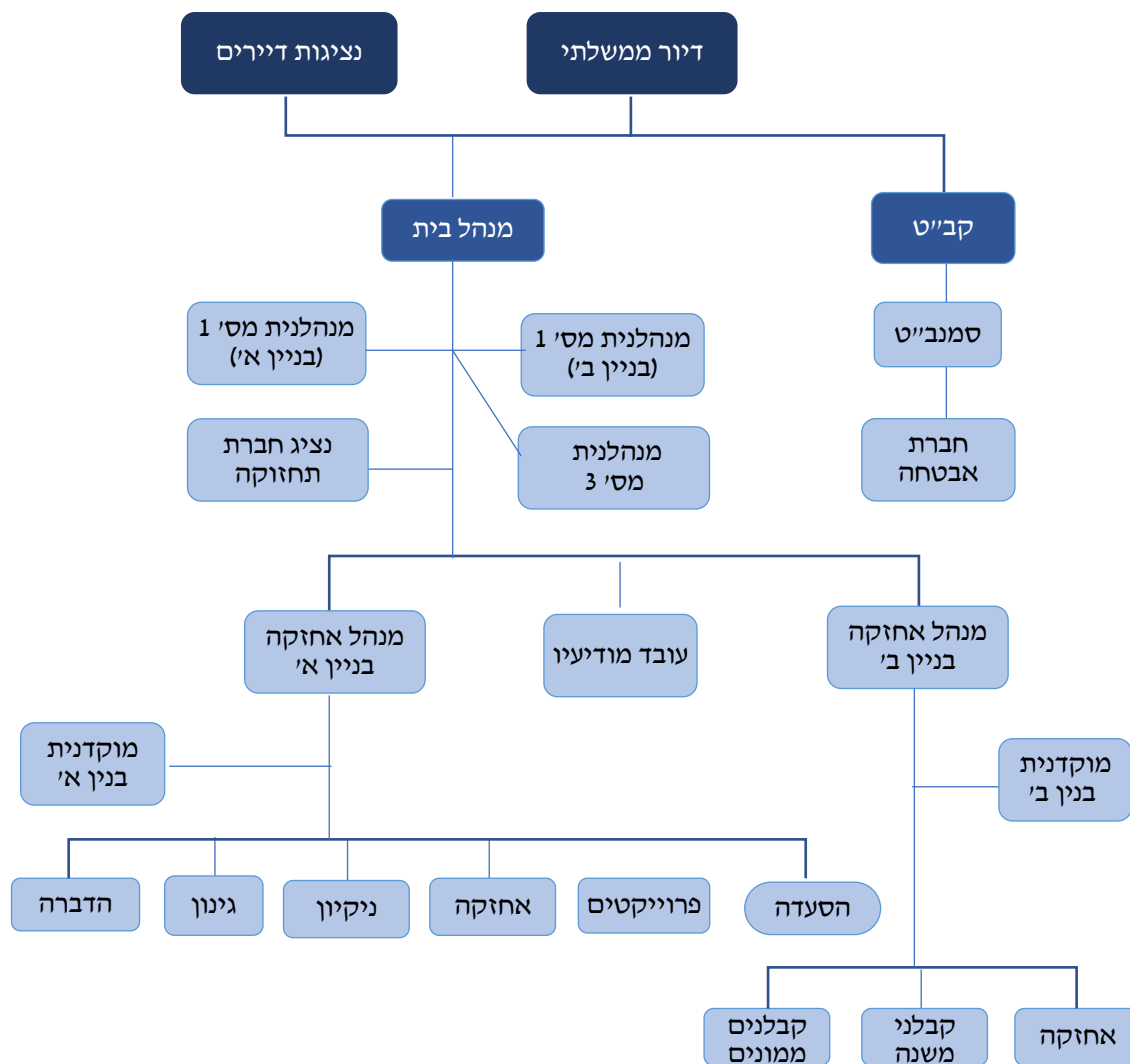 דיור ממשלתי
נציגות דיירים
קב״ט
מנהל בית
סמנב״ט
מנהלנית מס׳ 1
(בניין ב׳)
מנהלנית מס׳ 1
(בניין א׳)
חברת
אבטחה
מנהלנית
מס׳ 3
נציג חברת
תחזוקה
מנהל אחזקה
בניין ב׳
עובד מודיעיו
מנהל אחזקה
בניין א׳
מוקדנית
בנין ב׳
מוקדנית
בנין א׳
הסעדה
פרוייקטים
אחזקה
ניקיון
גינון
הדברה
אחזקה
קבלני
משנה
קבלנים
ממונים